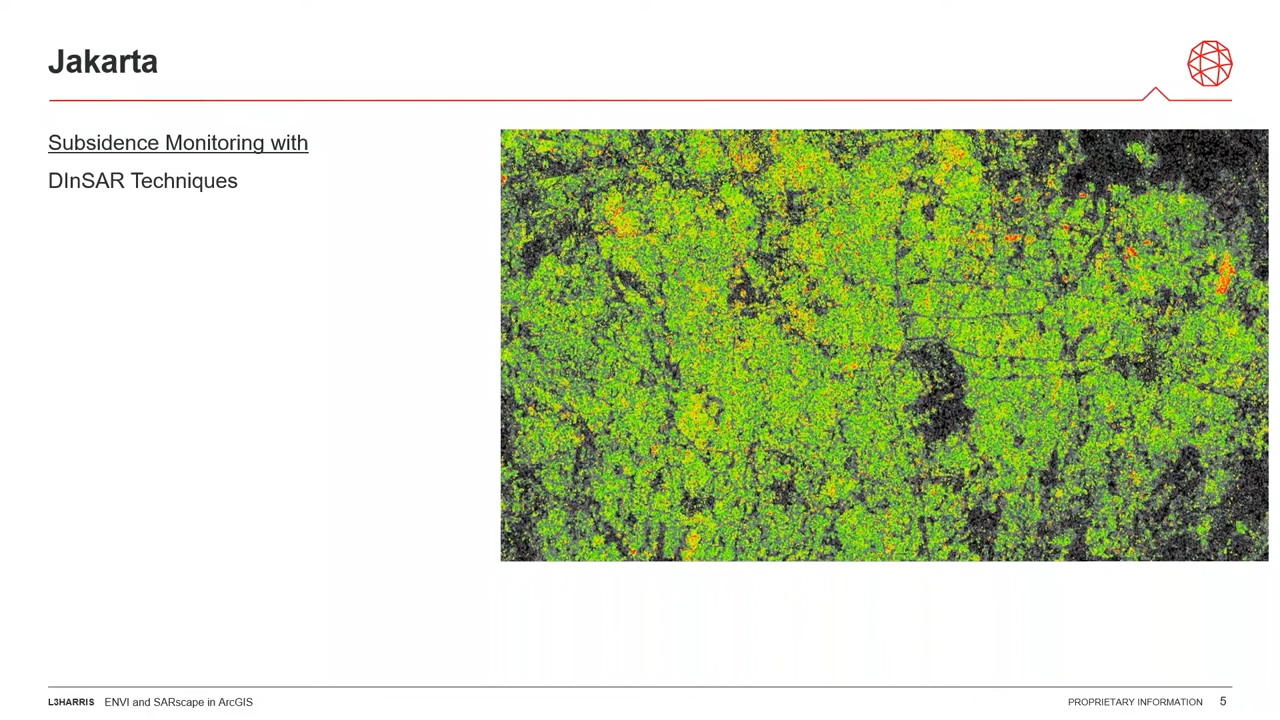 Jakarta
Subsidence Monitoring with
DInSAR Techniques
L3HARRIS ENVI and SARscape in ArcGIS
PROPRIETARY INFORMATION 5